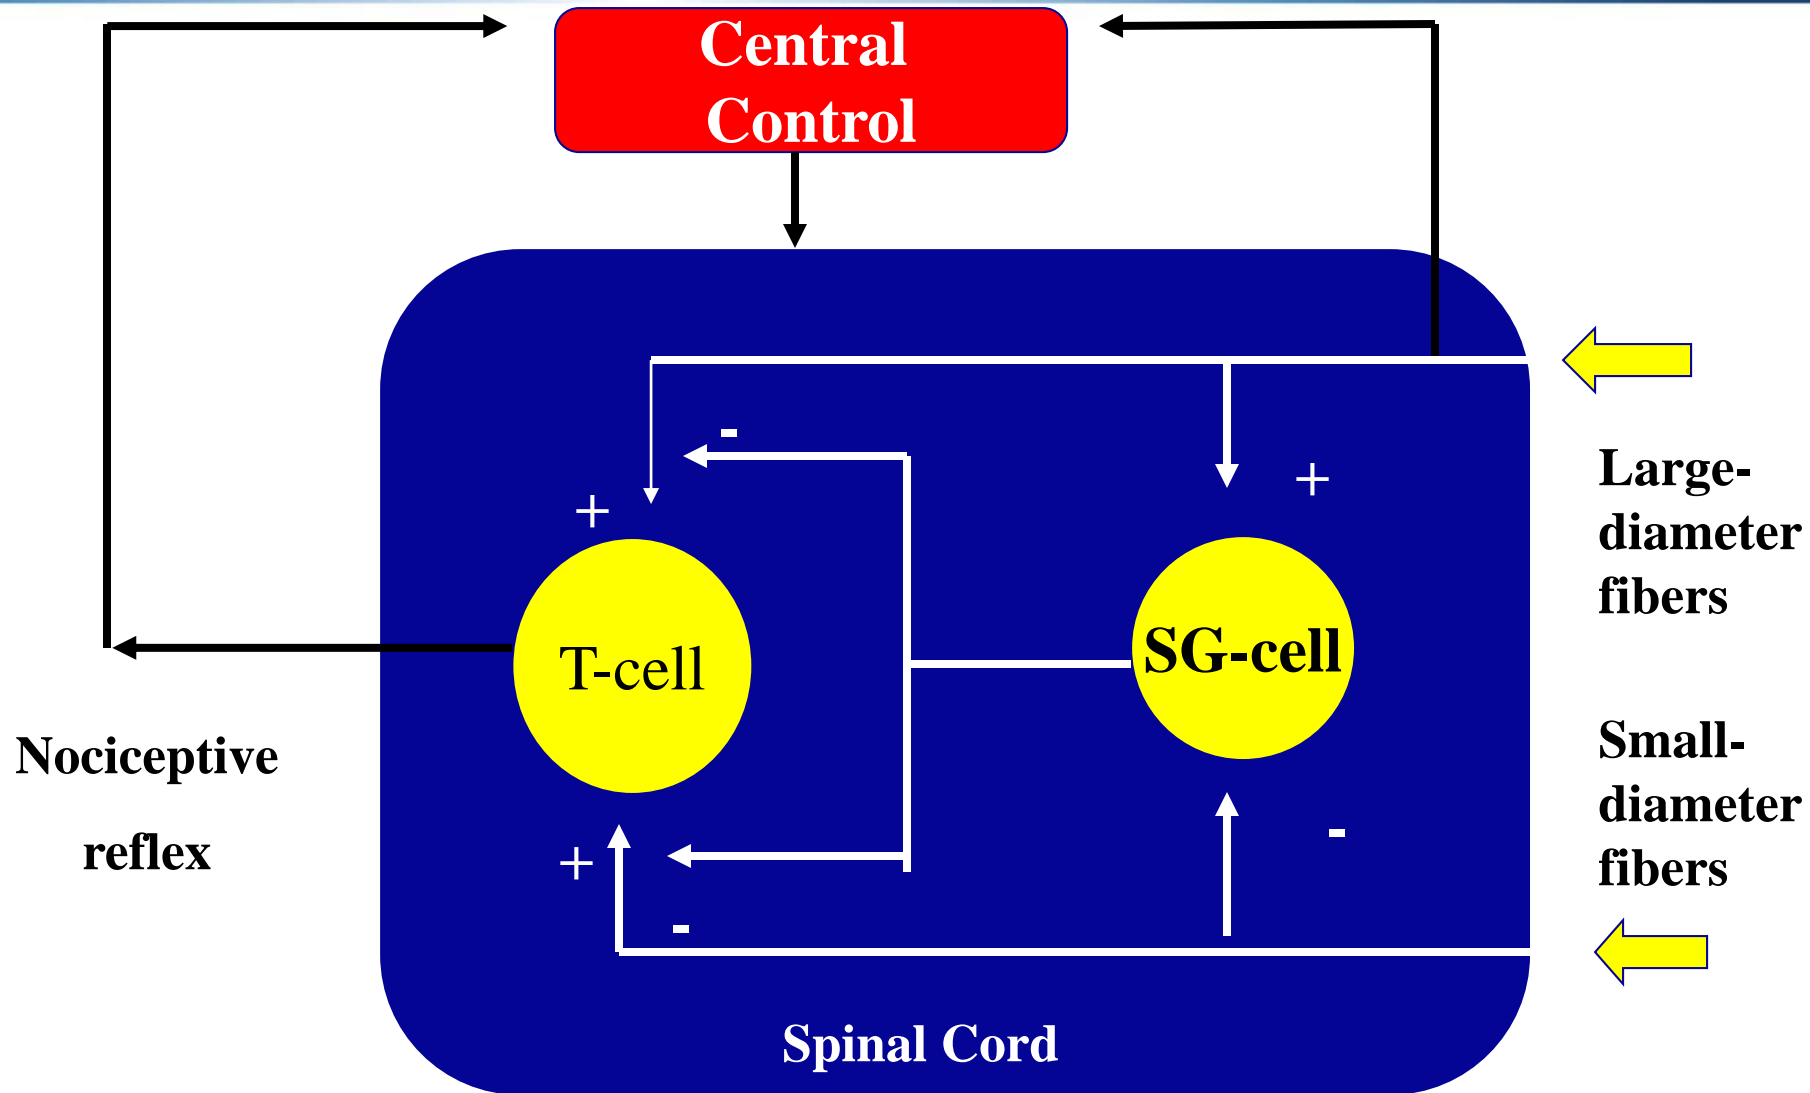 Central
Control
-
+
+
Large-
diameter
fibers
T-cell
SG-cell
Nociceptive
reflex
Small-
diameter
fibers
+
-
-
Spinal Cord